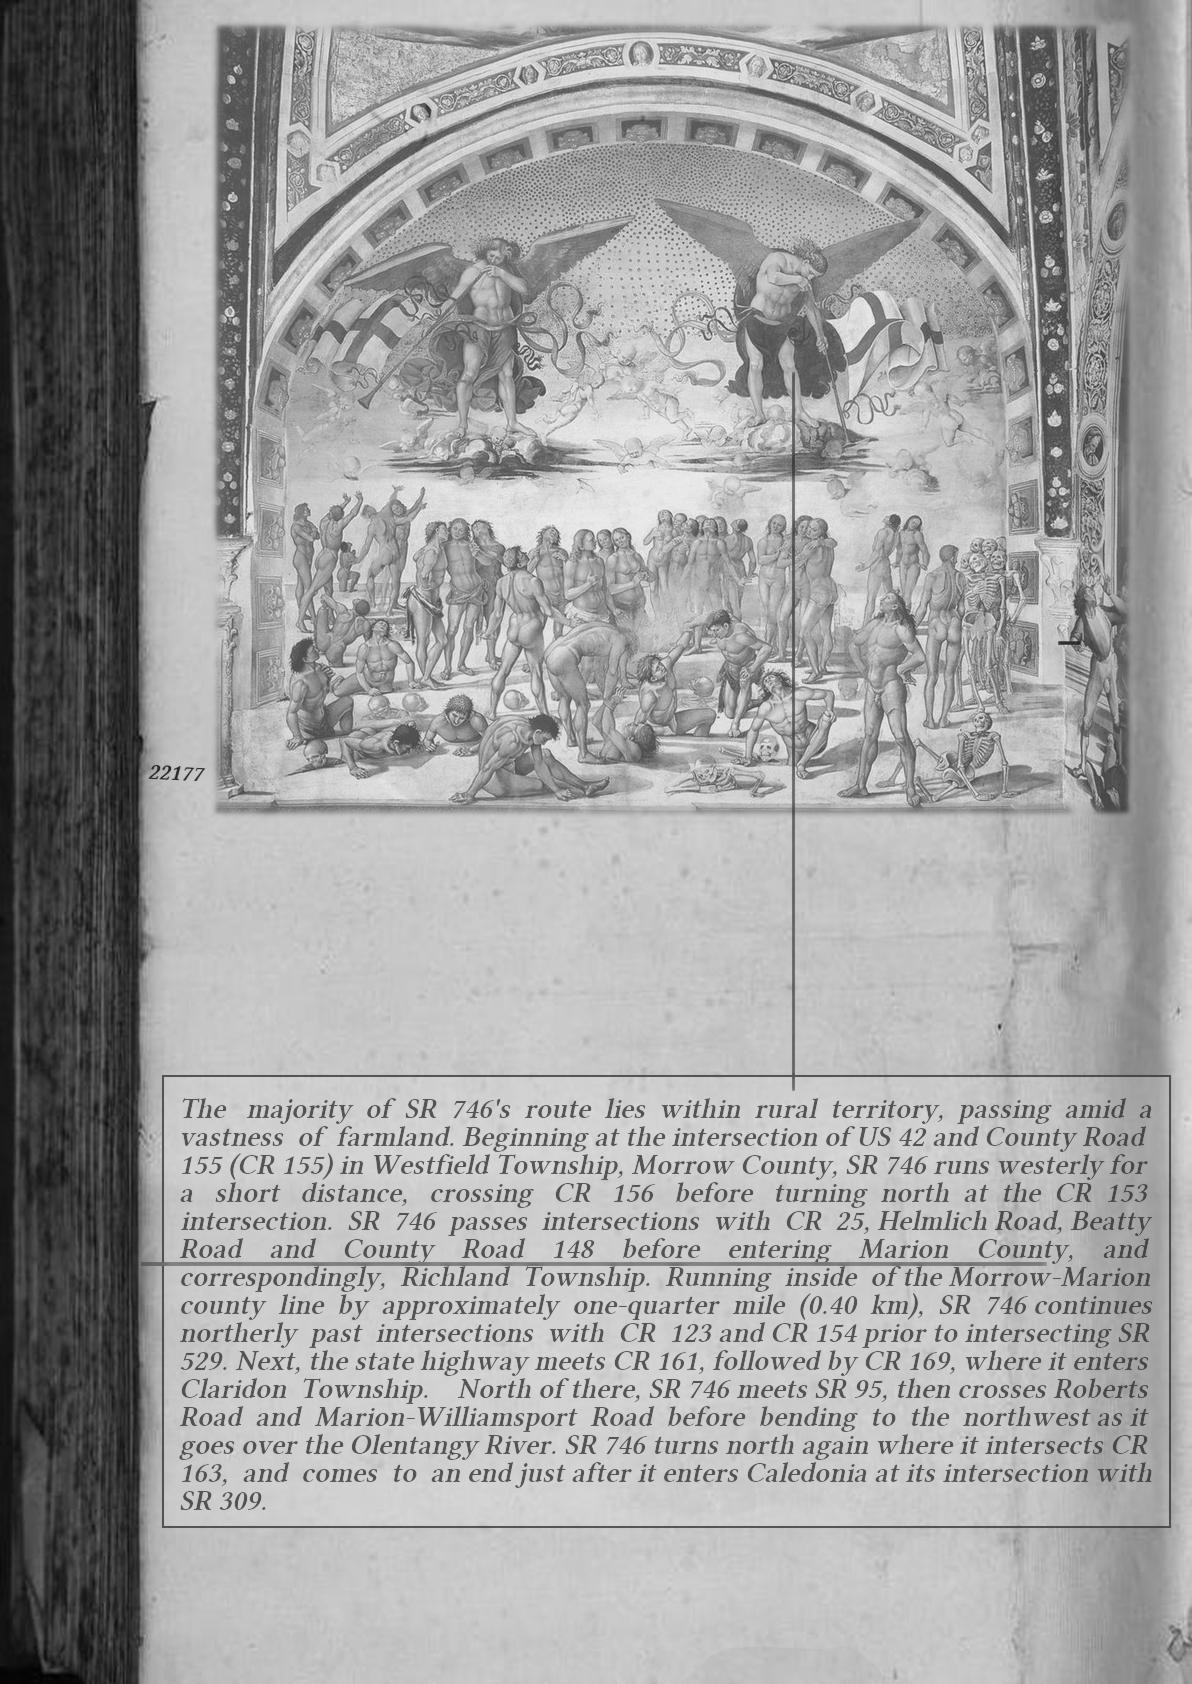 22177
The majority of SR 746's route lies within rural territory, passing amid a
vastness of farmland. Beginning at the intersection of US 42 and County Road
155 (CR 155) in Westfield Township, Morrow County, SR 746 runs westerly for
a short distance, crossing CR 156 before turning north at the CR 153
intersection. SR 746 passes intersections with CR 25, Helmlich Road, Beatty
Road and County Road 148 before entering Marion County, and
correspondingly, Richland Township. Running inside of the Morrow-Marion
county line by approximately one-quarter mile (0.40 km), SR 746 continues
northerly past intersections with CR 123 and CR 154 prior to intersecting SR
529. Next, the state highway meets CR 161, followed by CR 169, where it enters
Claridon Township. North of there, SR 746 meets SR 95, then crosses Roberts
Road and Marion-Williamsport Road before bending to the northwest as it
goes over the Olentangy River. SR 746 turns north again where it intersects CR
163, and comes to an end just after it enters Caledonia at its intersection with
SR 309.